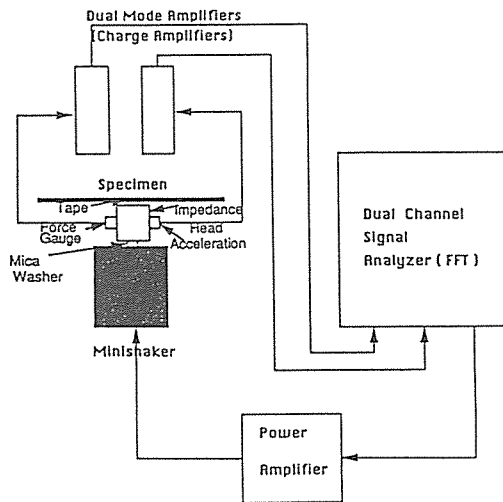 Dual Mode Amplifiers
(Charge Amplifiers)
Specimen
Tape
Impedance
Force
Gauge
Head
Acceleration
Mica
Washer
Minishaker
Dual Channel
Signal
Analyzer ( FFT )
Power
Amplifier